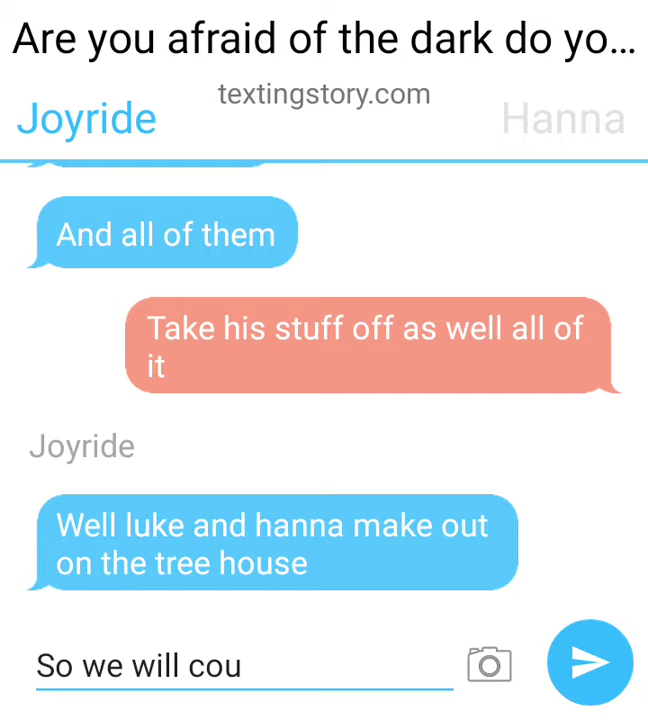 Are you afraid of the dark do yo...
textingstory.com
Joyride
Hanna
And all of them
Take his stuff off as well all of
it
Joyride
Well luke and hanna make out
on the tree house
So we will cou